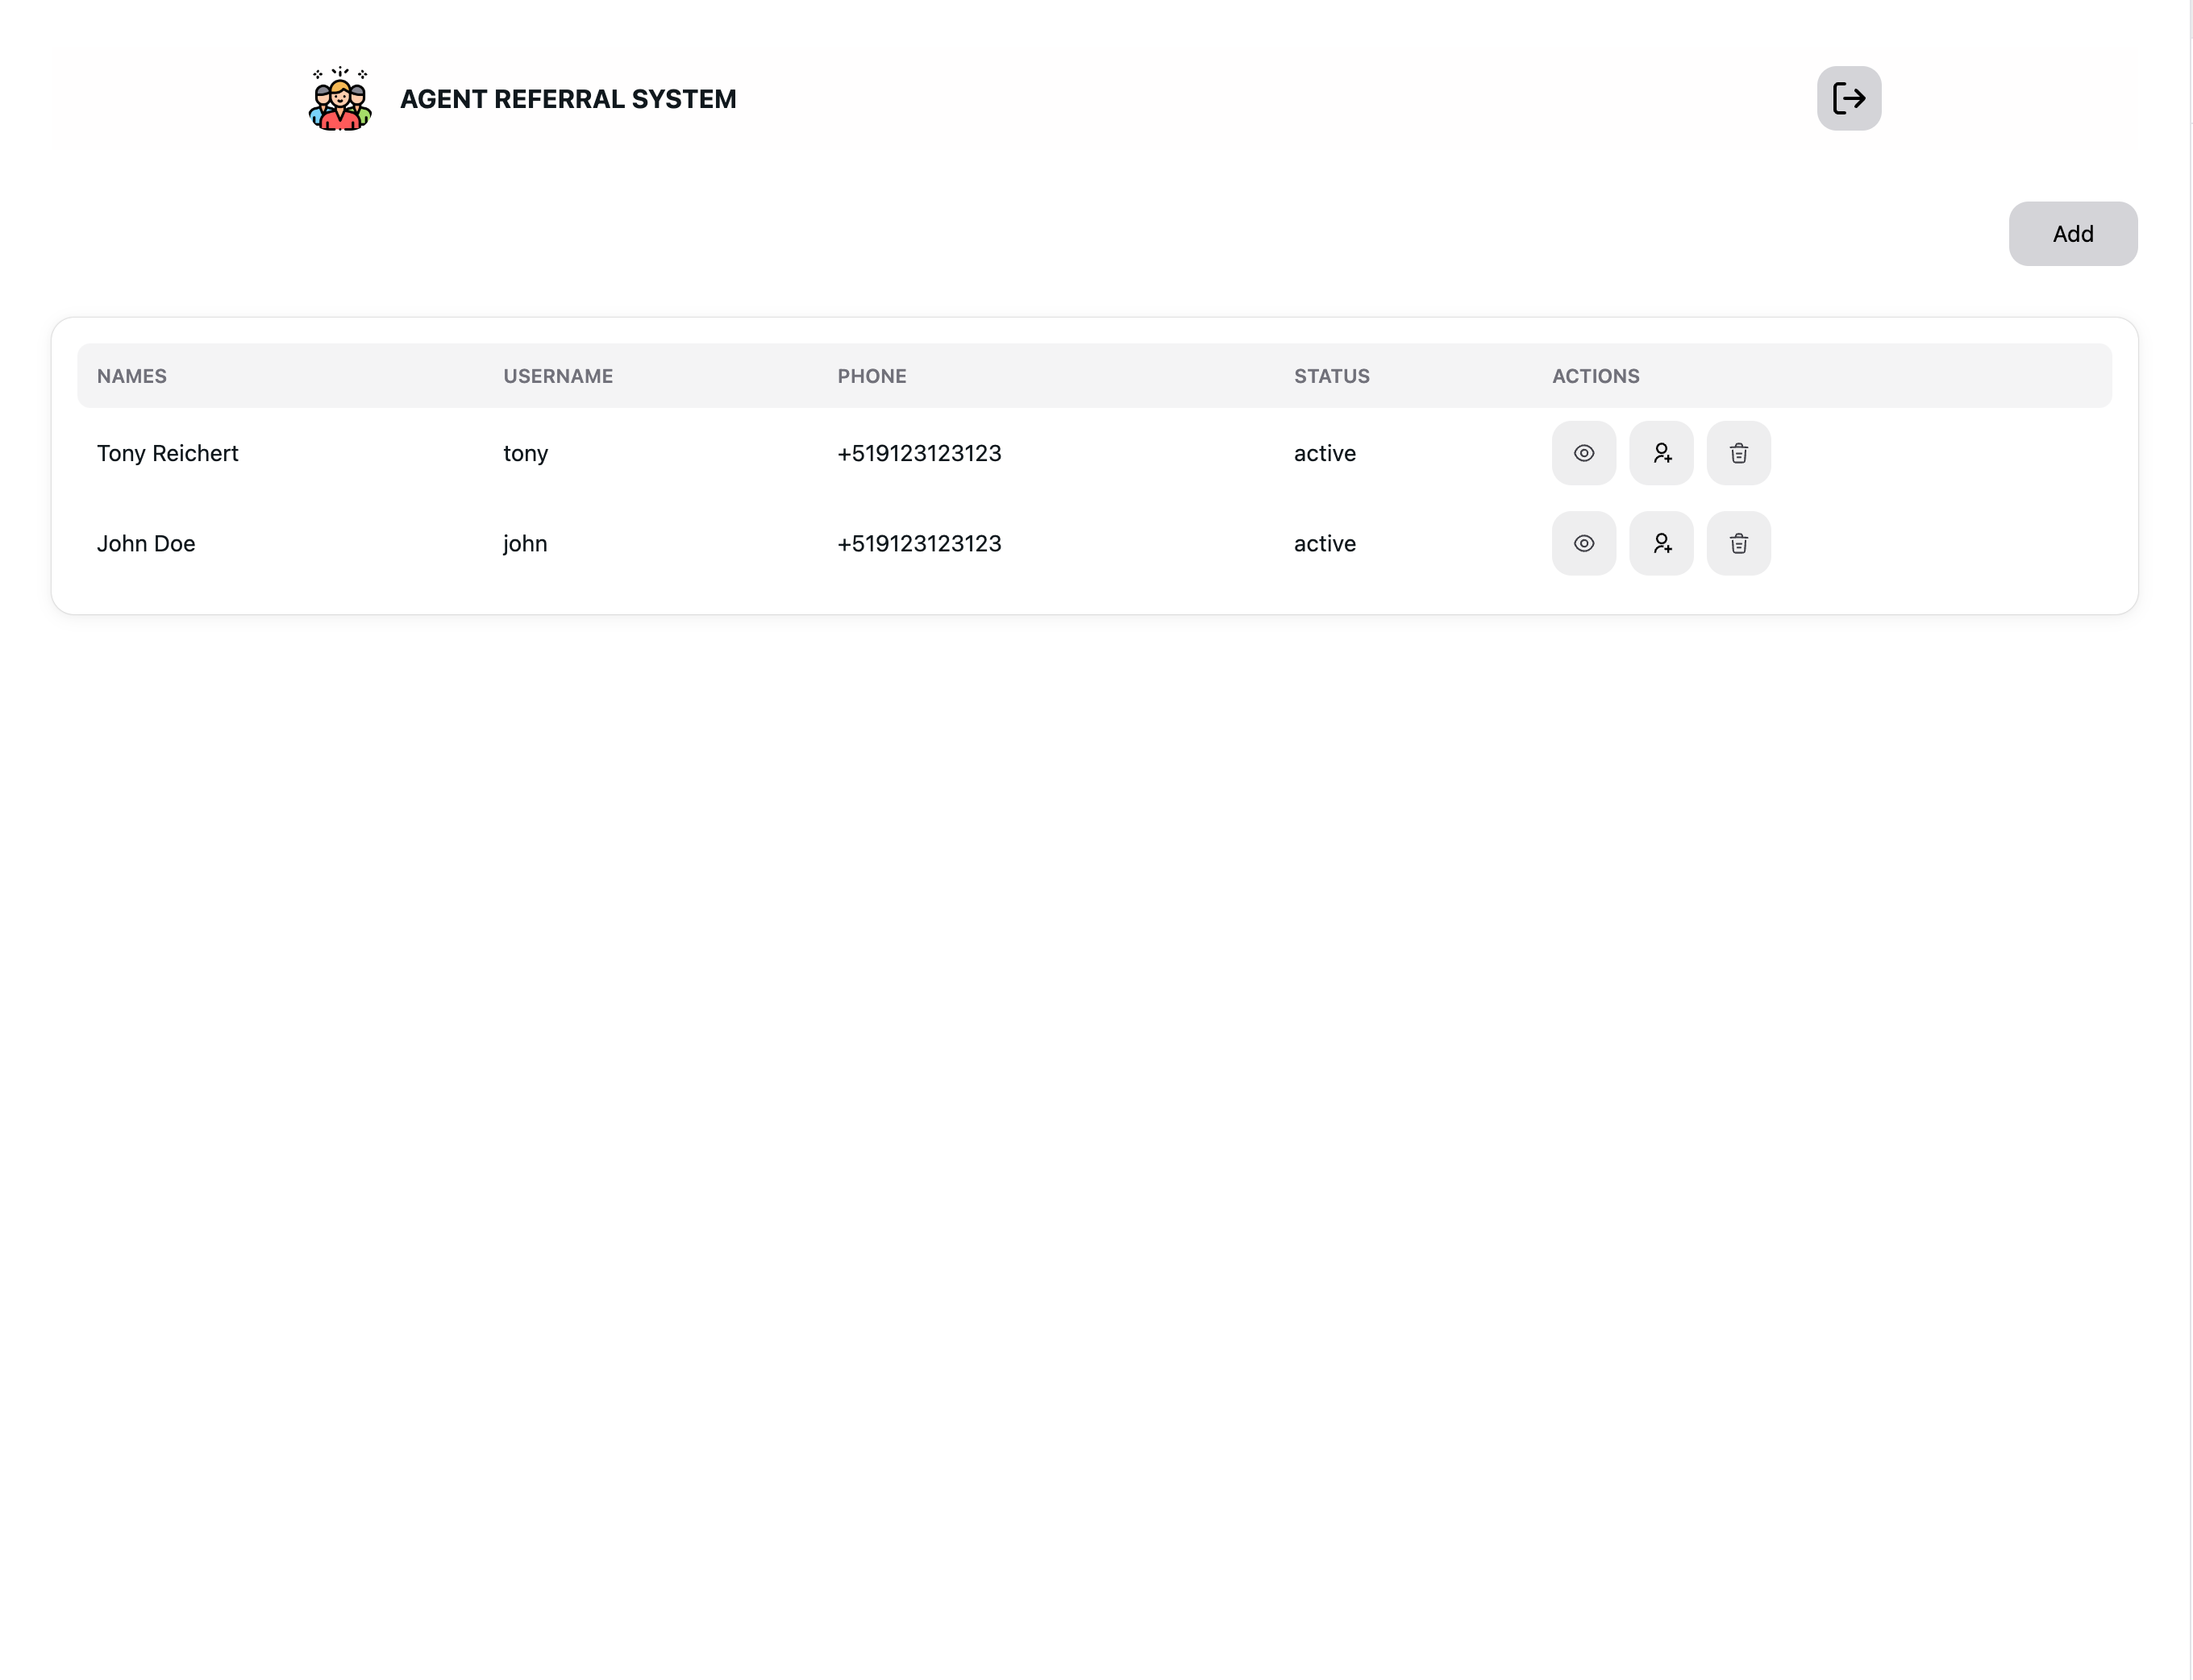 AGENT REFERRAL SYSTEM
Add
NAMES USERNAME PHONE STATUS ACTIONS
Tony Reichert tony +519123123123 active
John Doe john +519123123123 active